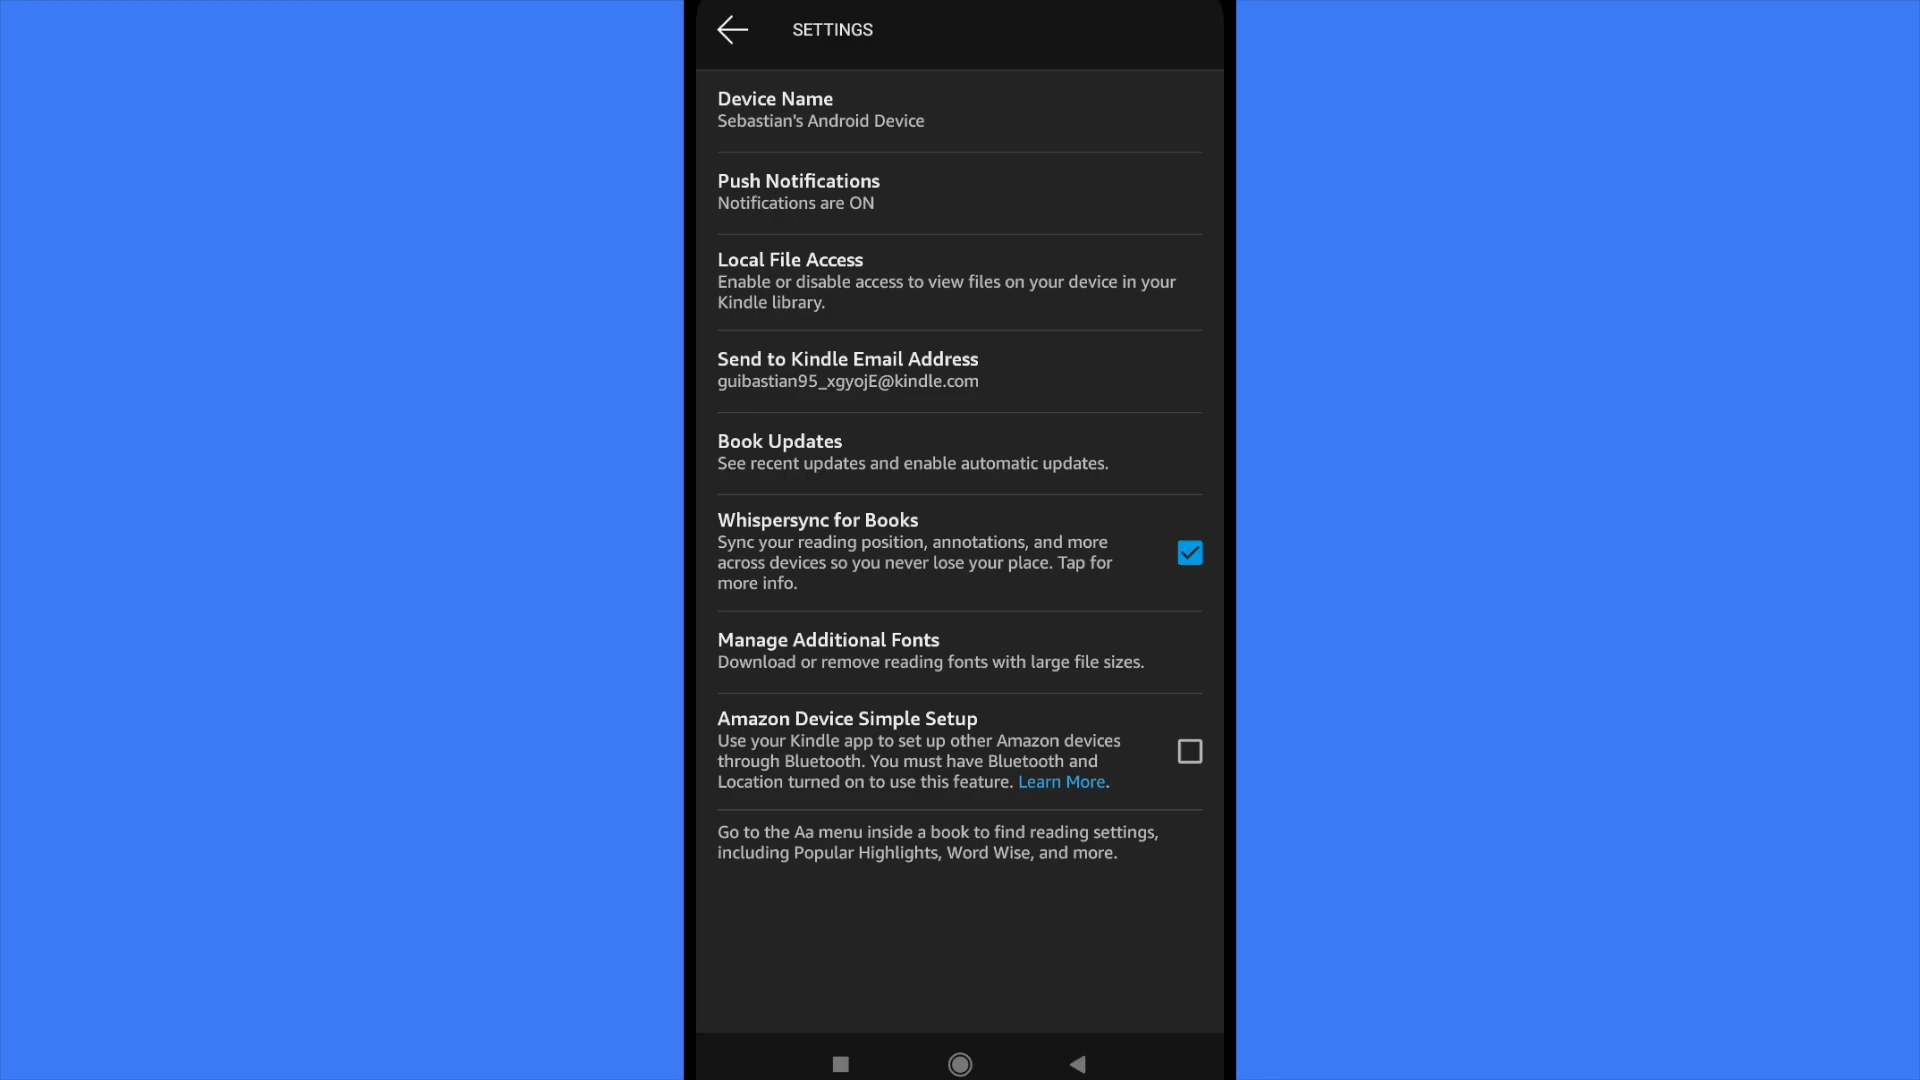 SETTINGS
Device Name
Sebastian's Android Device
Push Notifications
Notifications are ON
Local File Access
Enable or disable access to view files on your device in your
Kindle library.
Send to Kindle Email Address
guibastian95_xgyojE@kindle.com
Book Updates
See recent updates and enable automatic updates.
Whispersync for Books
Sync your reading position, annotations, and more
across devices so you never lose your place. Tap for
more info.
Manage Additional Fonts
Download or remove reading fonts with large file sizes.
Amazon Device Simple Setup
Use your Kindle app to set up other Amazon devices
through Bluetooth. You must have Bluetooth and
Location turned on to use this feature. Learn More.
Go to the Aa menu inside a book to find reading settings,
including Popular Highlights, Word Wise, and more.